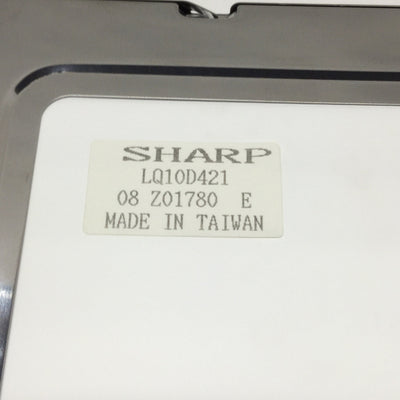 SHARP
LQ10D421
08 Z01780 E
MADE IN TAIWAN